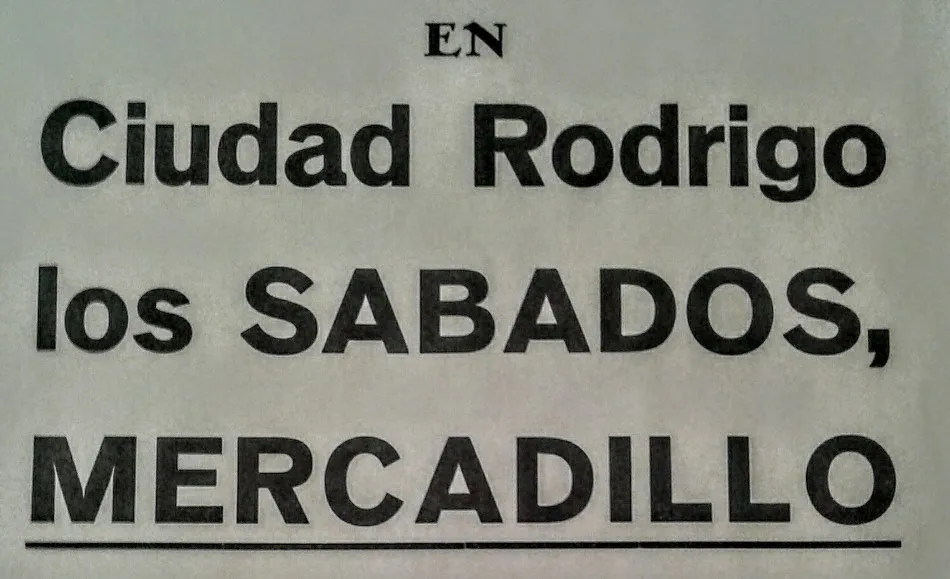 EN
Ciudad Rodrigo
los SABADOS,
MERCADILLO